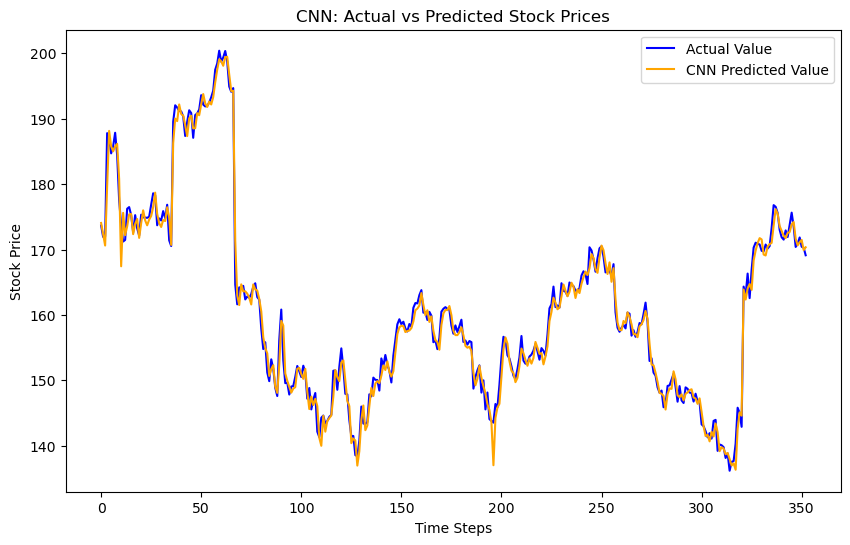 CNN: Actual vs Predicted Stock Prices
Actual Value
CNN Predicted Value
200
190
180
170
160
150
140
Stock Price
0 50 100 150 200 250 300 350
Time Steps